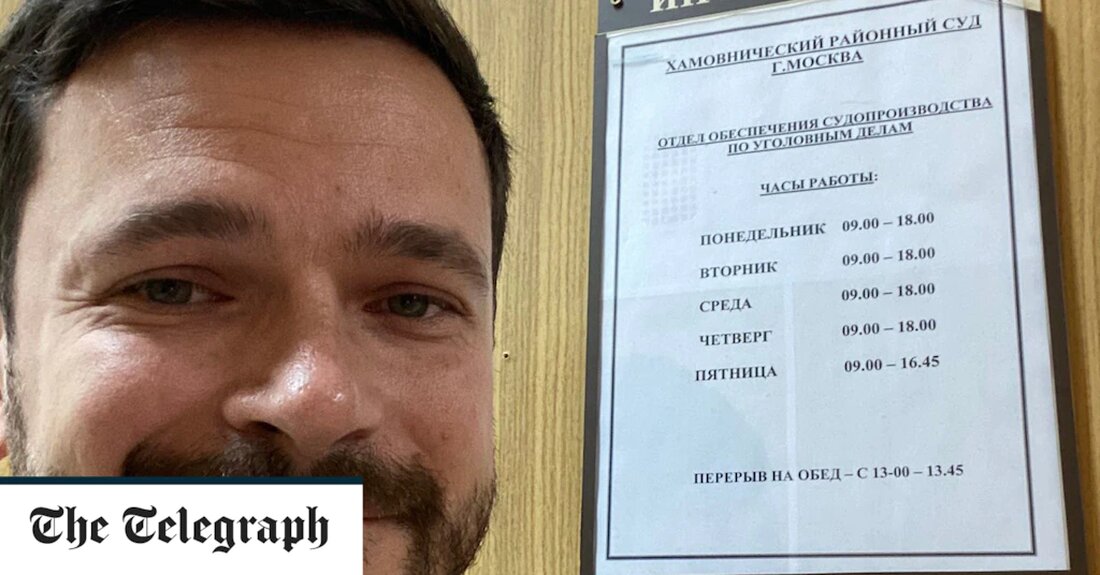 ХАМОВНИЧЕСКИЙ РАЙОННЫЙ СУД
Г.МОСКВА
ОТДЕЛ ОБЕСПЕЧЕНИЯ СУДОПРОИЗВОДСТВА
ПО УГОЛОВНЫМ ДЕЛАМ
ЧАСЫ РАБОТЫ:
ПОНЕДЕЛЬНИК 09.00 – 18.00
ВТОРНИК 09.00 – 18.00
СРЕДА 09.00 – 18.00
ЧЕТВЕРГ 09.00 – 18.00
ПЯТНИЦА 09.00 – 16.45
ПЕРЕРЫВ НА ОБЕД – С 13-00 – 13.45
The Telegraph